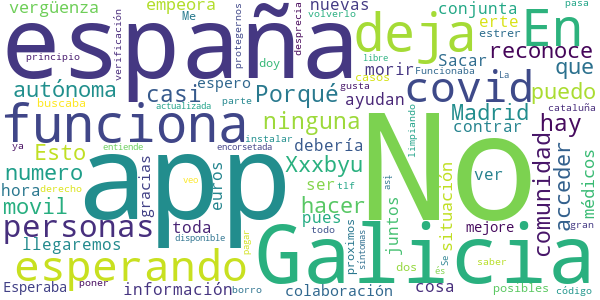 vergüenza
empeora
Me
nuevas
volverlo
conjunta
erte
estrer
pasa
españa
deja
En
principio
verificación
protegernos
desprecia
doy
libre
casos
gusta
Sacar
Funcionaba
La
reconoce
que
autónoma
casi
espero
Porqué
morir
ayudan
covid
cataluña
buscaba
actualizada
parte
puedo
ya
funciona
ninguna
Madrid
contrar
hay
Esto
entiende
instalar
encorsetada
debería
limpiando
No
numero
app
Xxxbyu
ser
tlf
así
ver
comunidad
acceder
médicos
hora
derecho
gracias
veo
euros
movil
hacer
personas
toda
pues
juntos
situación
mejore
gran
llegaremos
disponible
pagar
Galicia
todo
proximos
síntomas
Se
esperando
dos
és
saber
Esperaba
poner
información
borro
colaboración
cosa
posibles
código